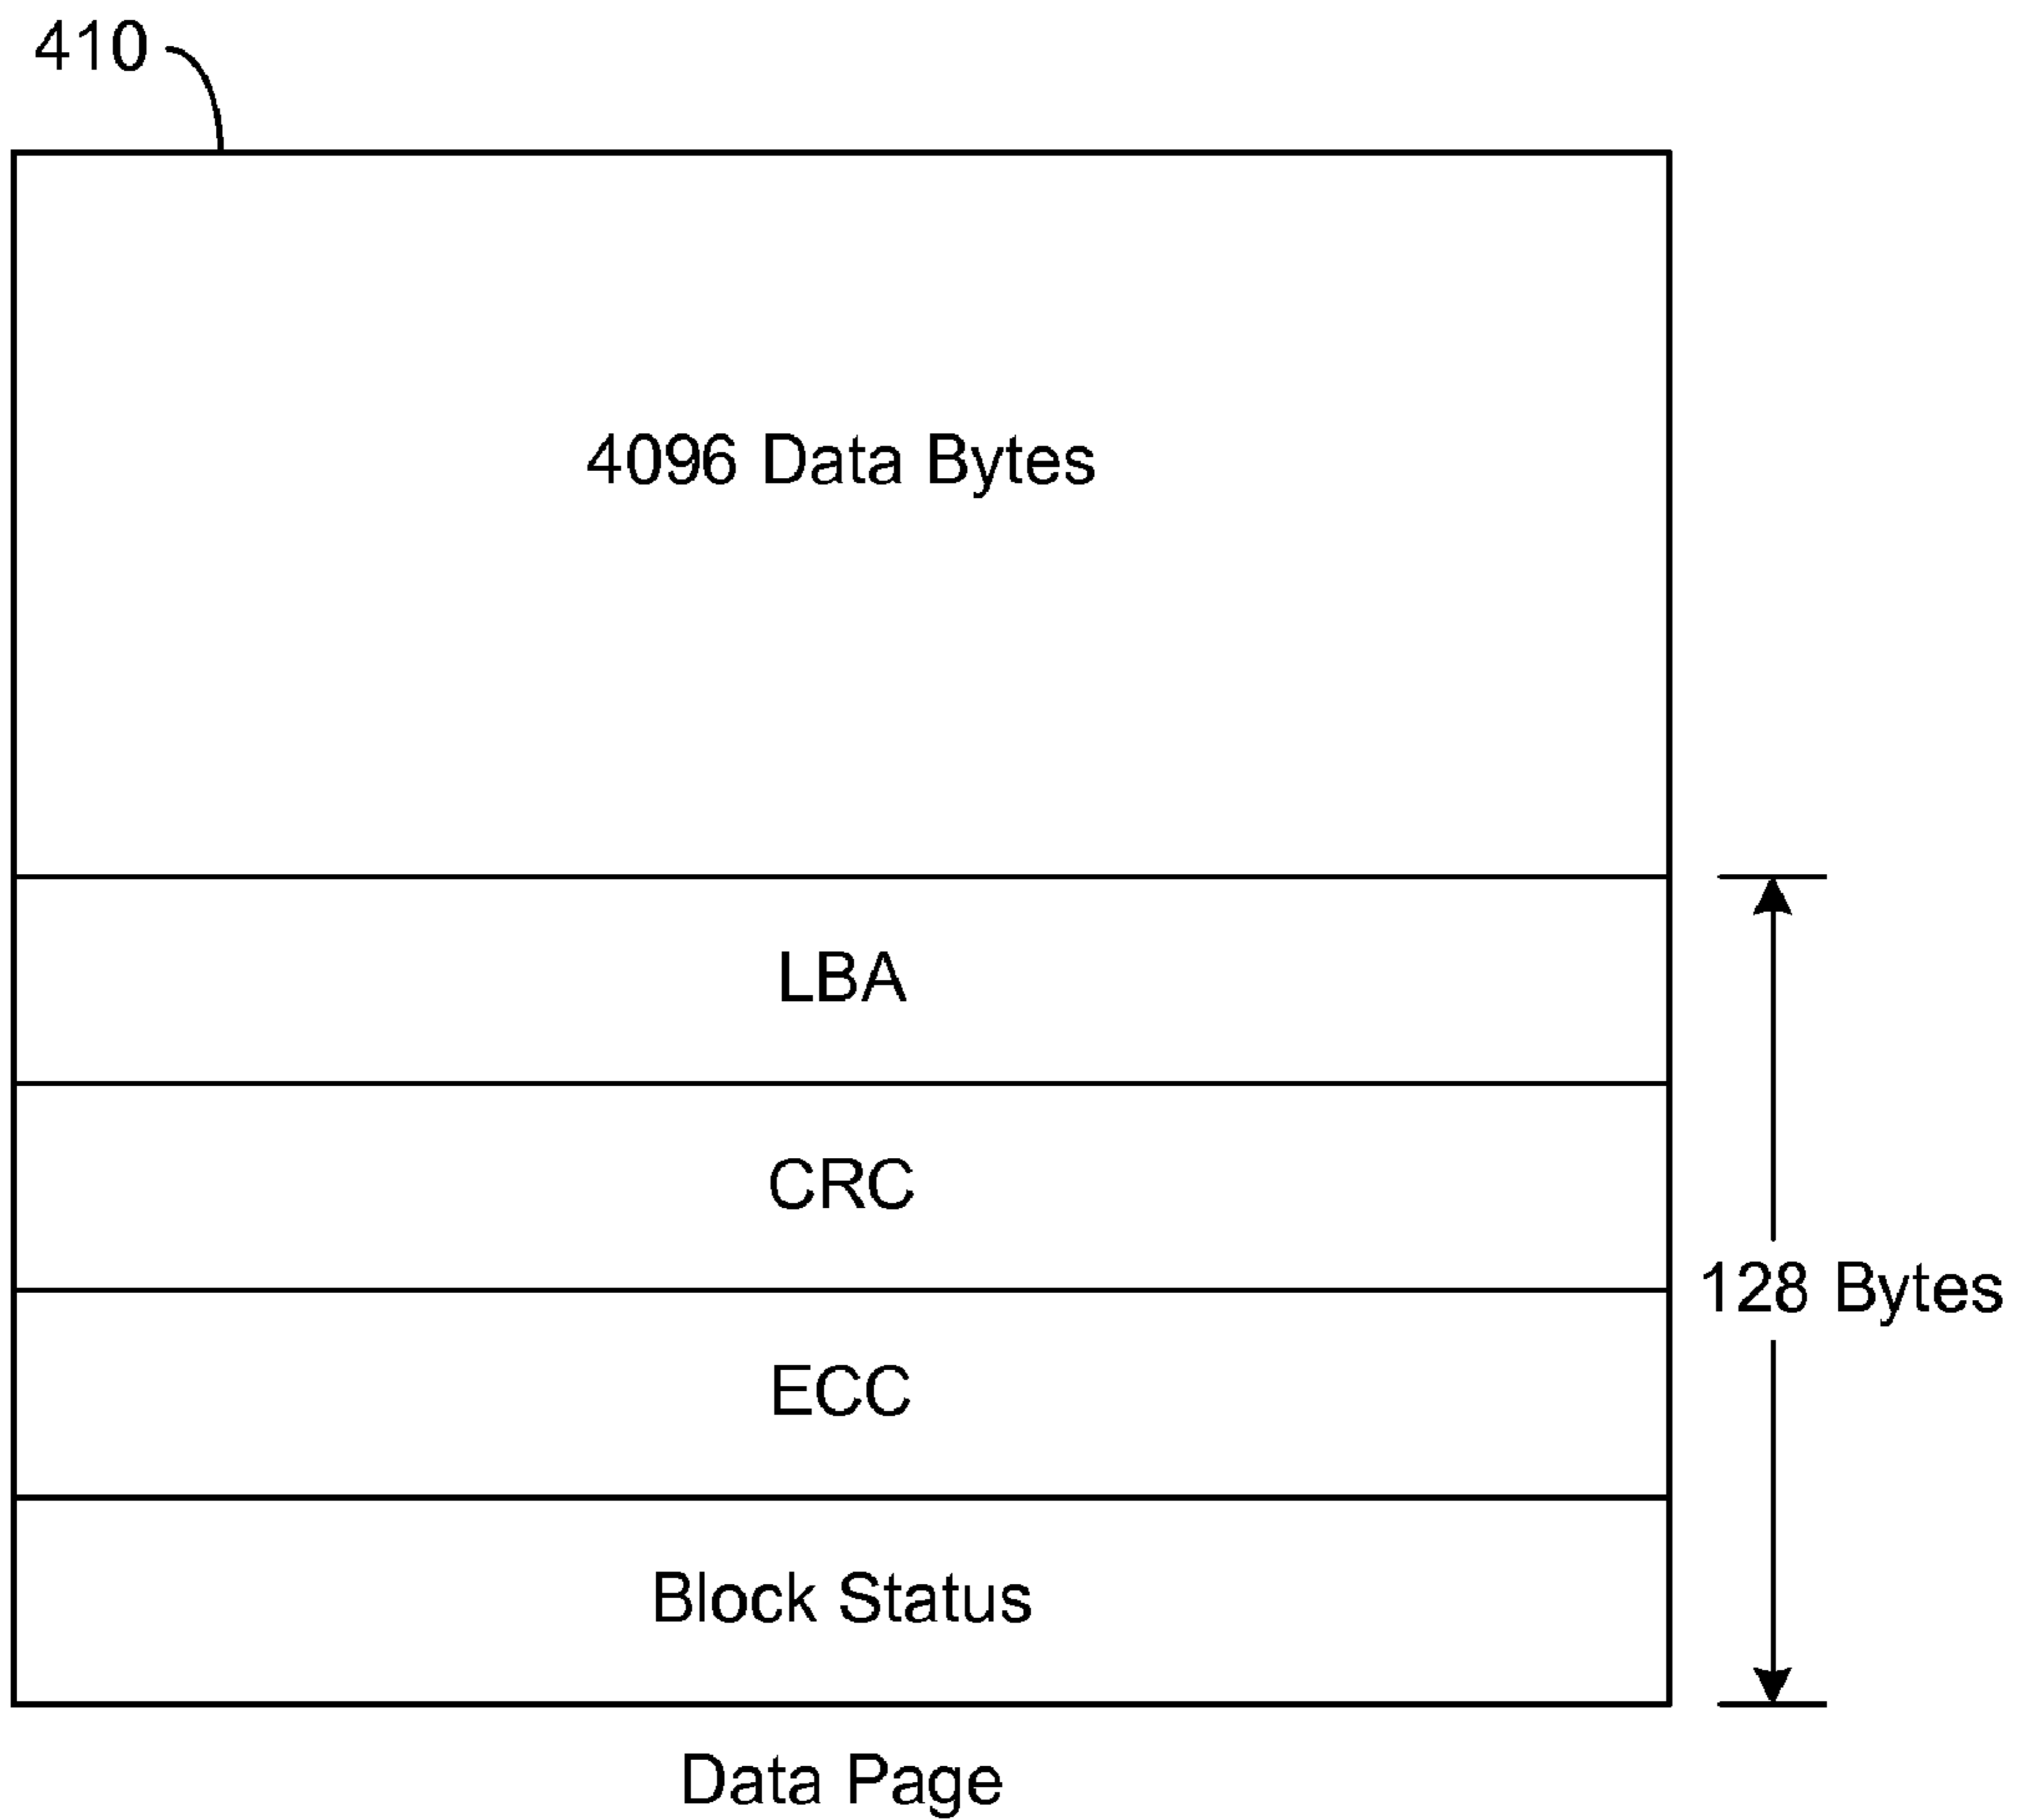 410
4096 Data Bytes
LBA
CRC
128 Bytes
ECC
Block Status
Data Page